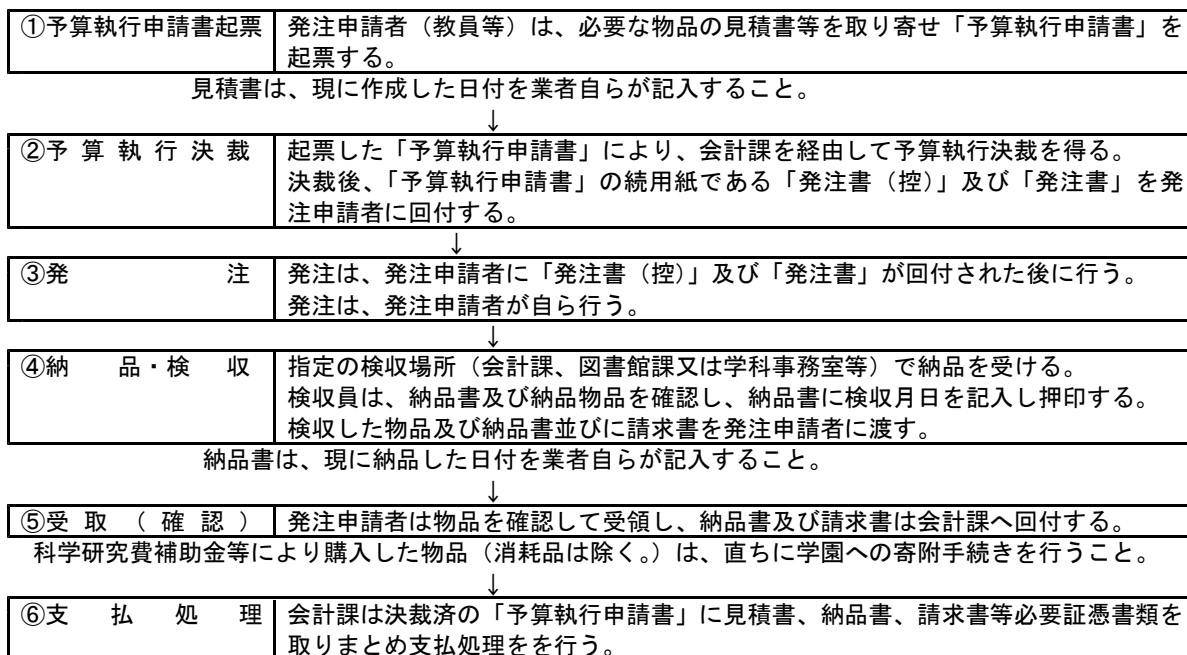 ①予算執行申請書起票 発注申請者（教員等）は、必要な物品の見積書等を取り寄せ「予算執行申請書」を
起票する。
見積書は、現に作成した日付を業者自らが記入すること。
↓
②予 算 執 行 決 裁 起票した「予算執行申請書」により、会計課を経由して予算執行決裁を得る。
決裁後、「予算執行申請書」の続用紙である「発注書（控）」及び「発注書」を発
注申請者に回付する。
↓
③発 注 発注は、発注申請者に「発注書（控）」及び「発注書」が回付された後に行う。
発注は、発注申請者が自ら行う。
↓
④納 品・検 収 指定の検収場所（会計課、図書館課又は学科事務室等）で納品を受ける。
検収員は、納品書及び納品物品を確認し、納品書に検収月日を記入し押印する。
検収した物品及び納品書並びに請求書を発注申請者に渡す。
納品書は、現に納品した日付を業者自らが記入すること。
↓
⑤受 取 （ 確 認 ） 発注申請者は物品を確認して受領し、納品書及び請求書は会計課へ回付する。
科学研究費補助金等により購入した物品（消耗品は除く。）は、直ちに学園への寄附手続きを行うこと。
↓
⑥支 払 処 理 会計課は決裁済の「予算執行申請書」に見積書、納品書、請求書等必要証憑書類を
取りまとめ支払処理をを行う。